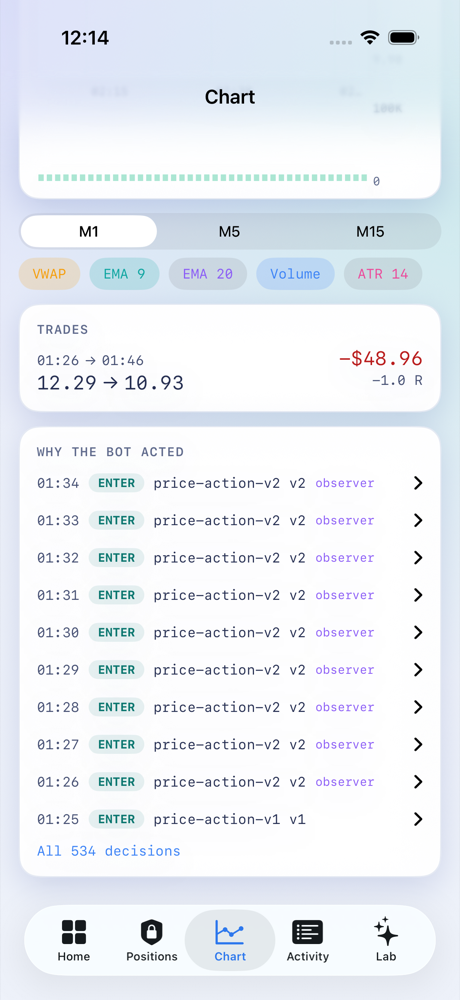 12:14
Chart
100K
0
M1 M5 M15
VWAP EMA 9 EMA 20 Volume ATR 14
TRADES
01:26 → 01:46 −$48.96
12.29 → 10.93 −1.0 R
WHY THE BOT ACTED
01:34 ENTER price-action-v2 v2 observer
01:33 ENTER price-action-v2 v2 observer
01:32 ENTER price-action-v2 v2 observer
01:31 ENTER price-action-v2 v2 observer
01:30 ENTER price-action-v2 v2 observer
01:29 ENTER price-action-v2 v2 observer
01:28 ENTER price-action-v2 v2 observer
01:27 ENTER price-action-v2 v2 observer
01:26 ENTER price-action-v2 v2 observer
01:25 ENTER price-action-v1 v1
All 534 decisions
Home Positions Chart Activity Lab